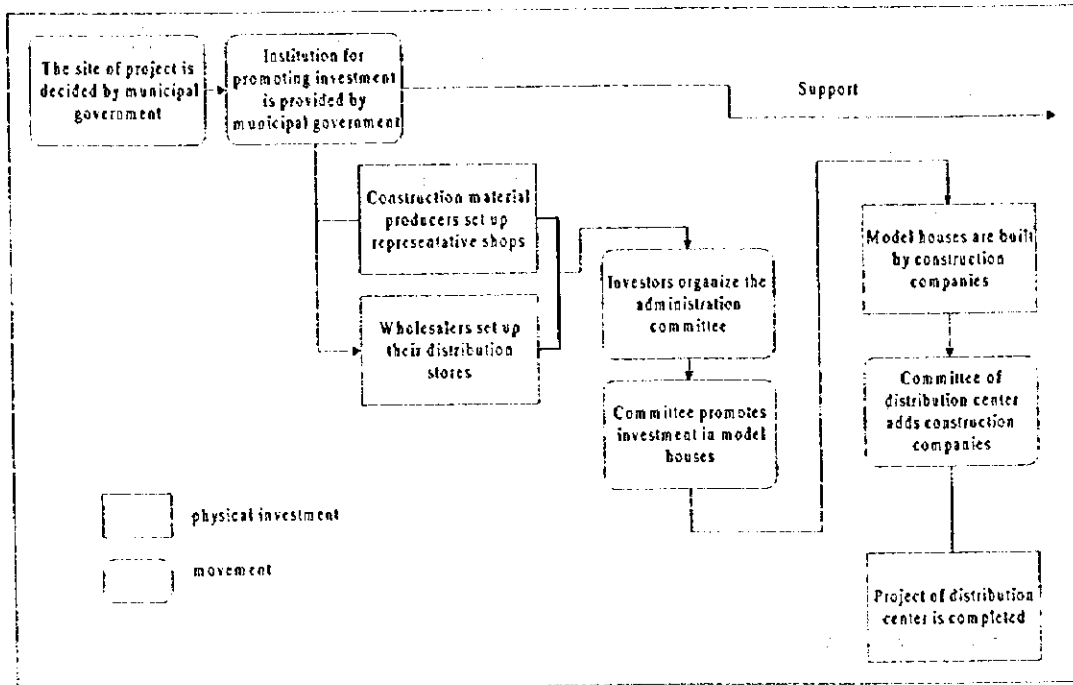 The site of project is
decided by municipal
government
Institution for
promoting investment
is provided by
municipal government
Support
Construction material
producers set up
representative shops
Wholesalers set up
their distribution
stores
Investors organize the
administration
committee
Committee promotes
investment in model
houses
Model houses are built
by construction
companies
Committee of
distribution center
adds construction
companies
Project of distribution
center is completed
physical investment
movement